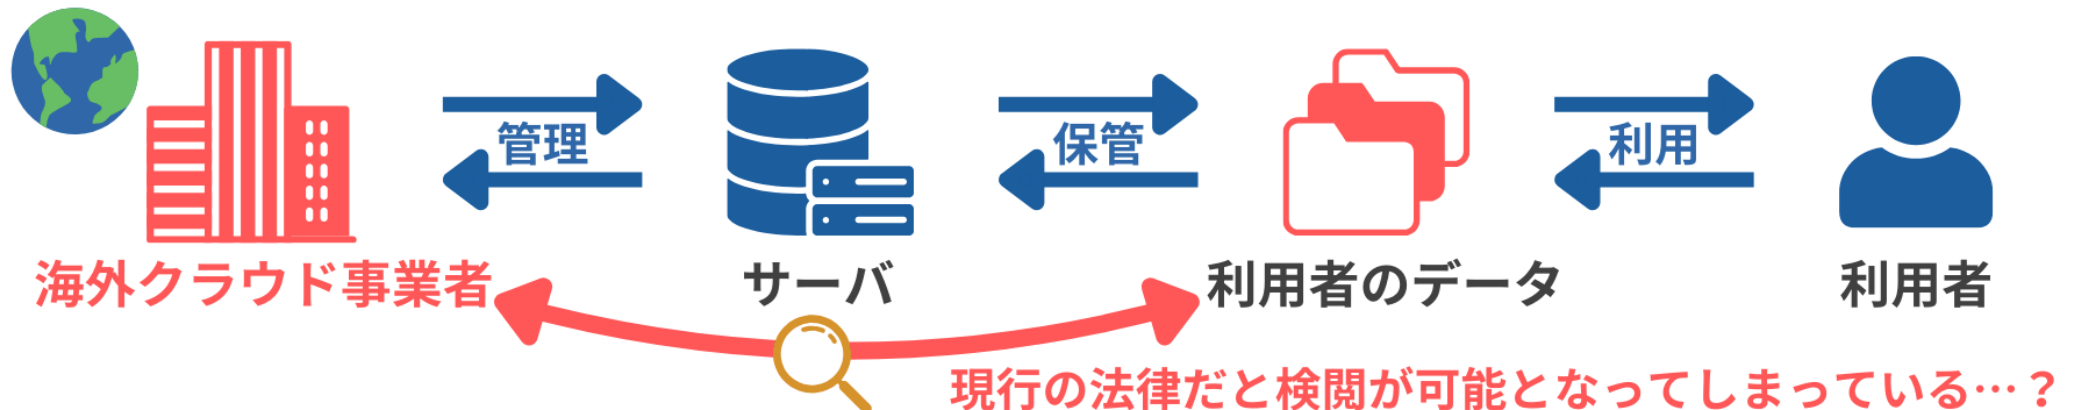 管理
保管
利用
海外クラウド事業者
サーバ
利用者のデータ
利用者
現行の法律だと検閲が可能となってしまっている…？